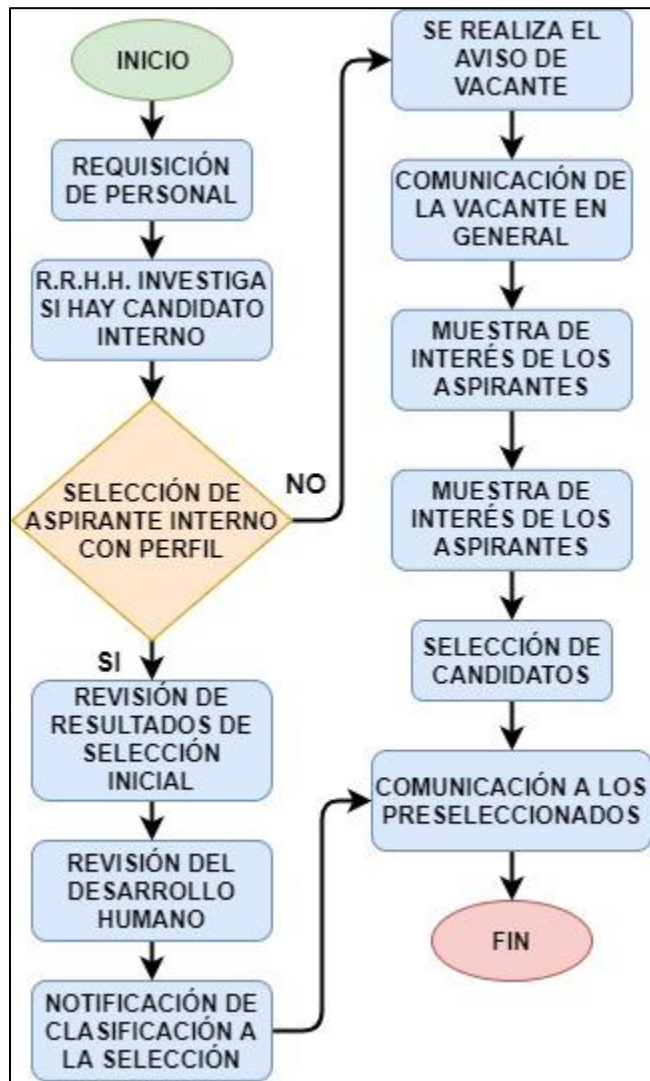 INICIO
REQUISICIÓN
DE PERSONAL
R.R.H.H. INVESTIGA
SI HAY CANDIDATO
INTERNO
SELECCIÓN DE
ASPIRANTE INTERNO
CON PERFIL
NO
SI
REVISIÓN DE
RESULTADOS DE
SELECCIÓN
INICIAL
REVISIÓN DEL
DESARROLLO
HUMANO
NOTIFICACIÓN DE
CLASIFICACIÓN A
LA SELECCIÓN
SE REALIZA EL
AVISO DE
VACANTE
COMUNICACIÓN DE
LA VACANTE EN
GENERAL
MUESTRA DE
INTERÉS DE LOS
ASPIRANTES
MUESTRA DE
INTERÉS DE LOS
ASPIRANTES
SELECCIÓN DE
CANDIDATOS
COMUNICACIÓN A LOS
PRESELECCIONADOS
FIN